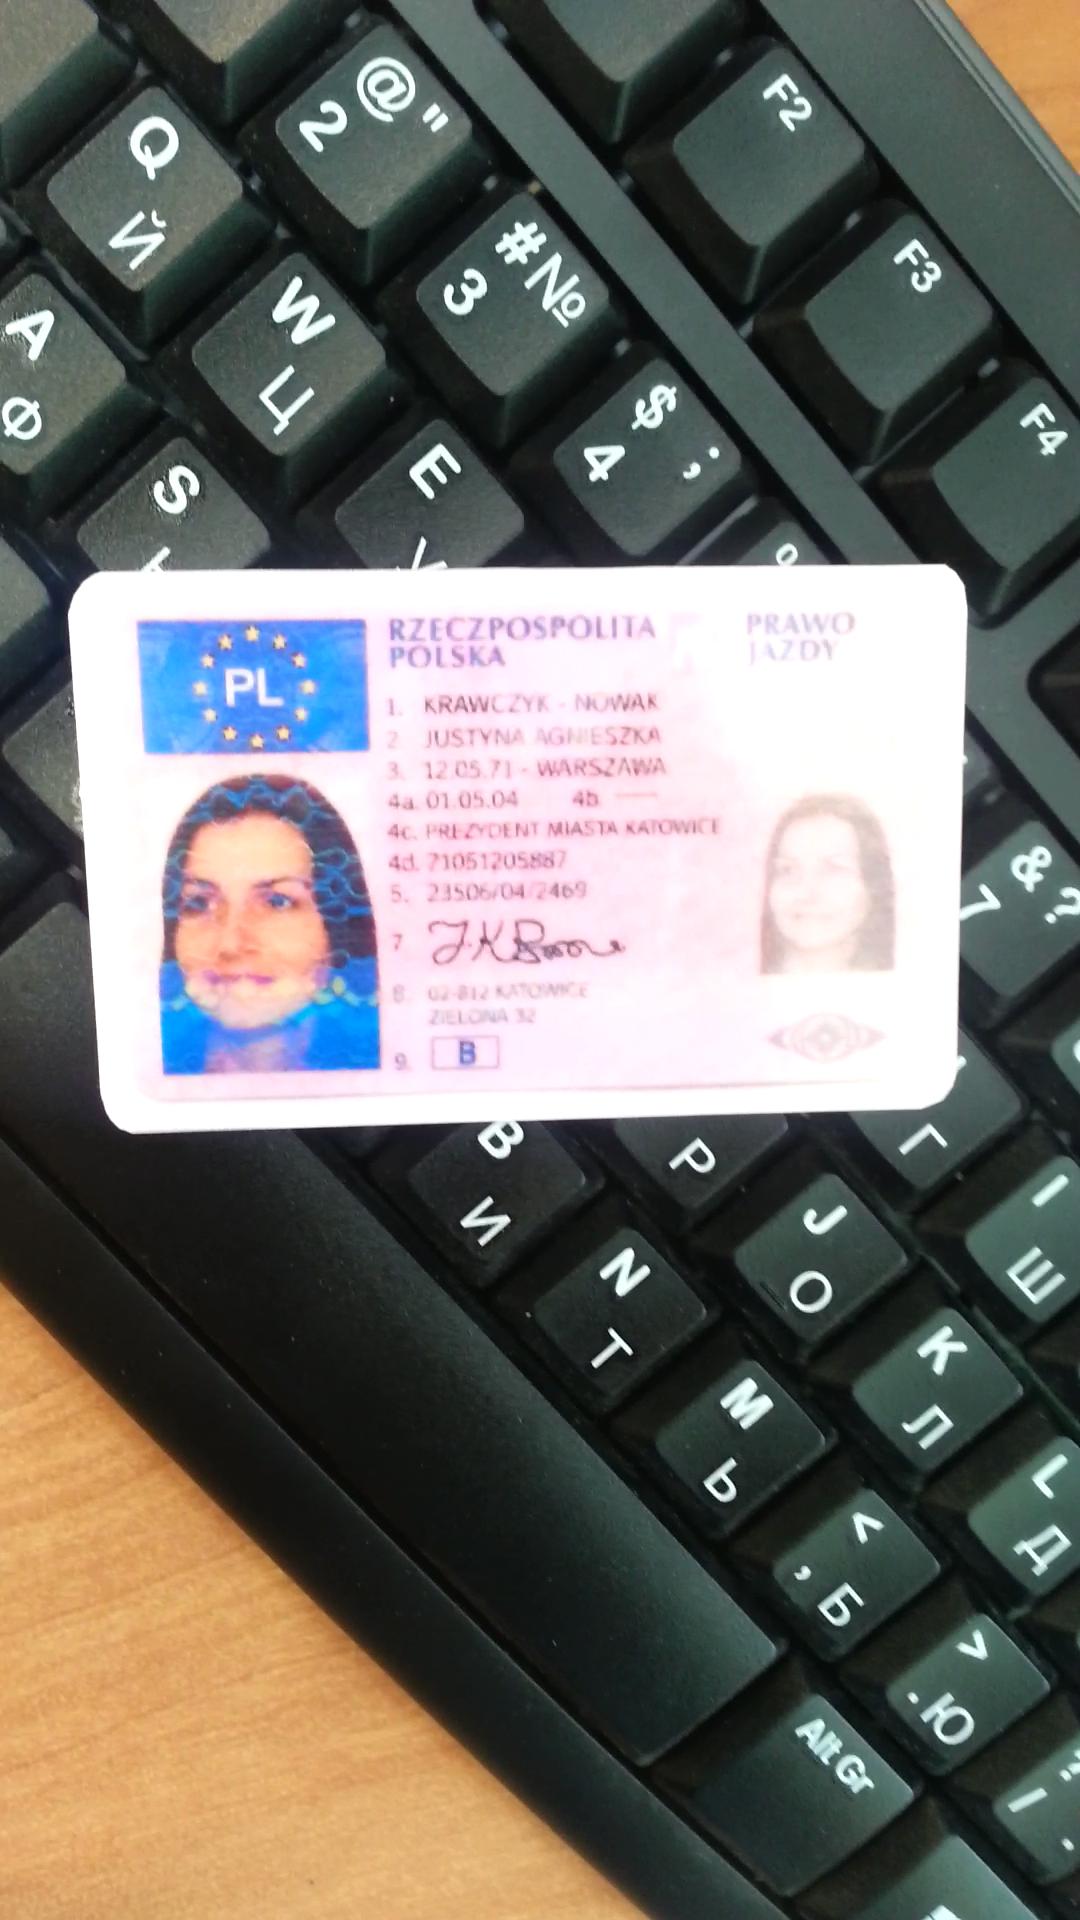 @ "
2
Q
Й
F2
# №
3
F3
W
Ц
A
Ф
$ ;
4
F4
E
S
RZECZPOSPOLITA
POLSKA
PRAWO
JAZDY
PL
1. KRAWCZYK - NOWAK
2. JUSTYNA AGNIESZKA
3. 12.05.71 - WARSZAWA
4a. 01.05.04 4b. —
4c. PREZYDENT MIASTA KATOWICE
4d. 71051205887
5. 23506/04/2469
7
8. 02-812 KATOWICE
ZIELONA 32
9. B
& ?
7
B
И
Р
Г
I
Ш
J
О
N
Т
K
Л
M
Ь
L
Д
<
, Б
>
. Ю
Alt Gr